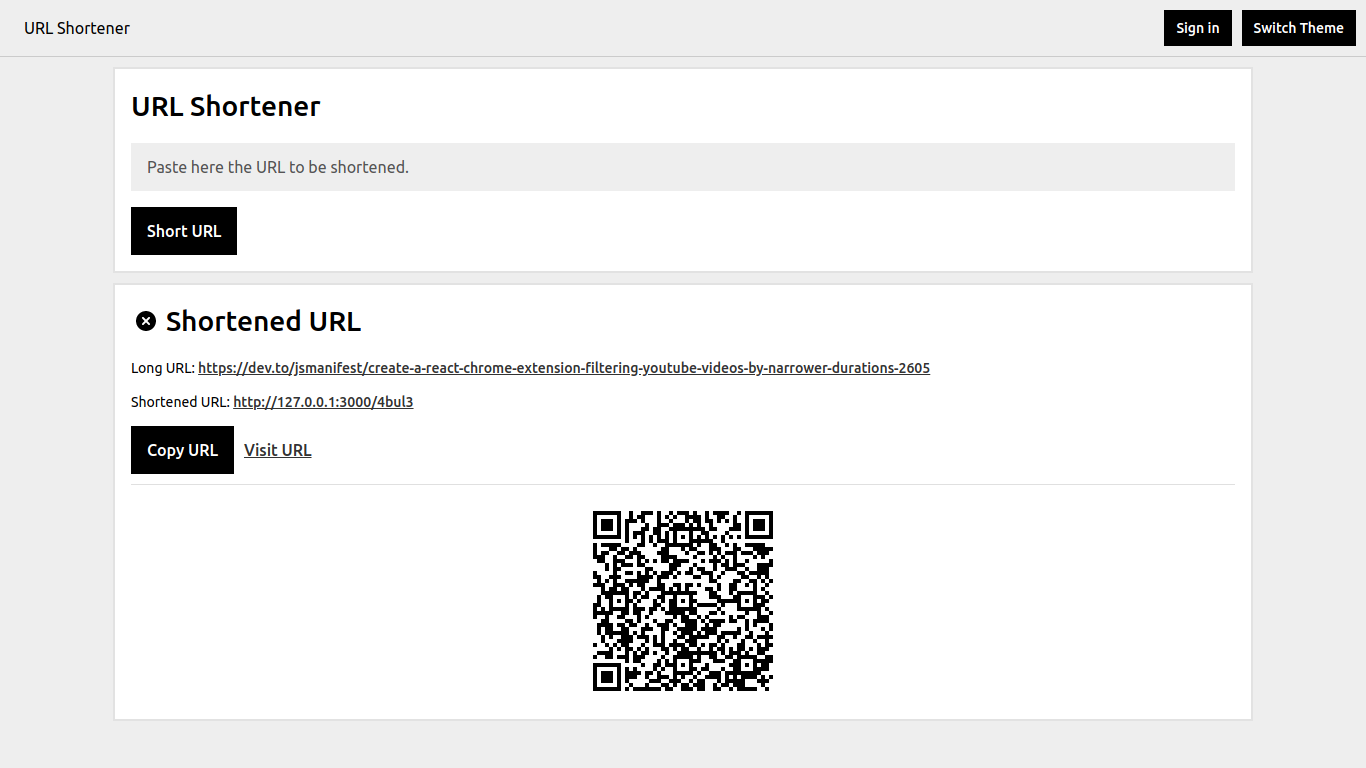 URL Shortener
Sign in
Switch Theme
URL Shortener
Paste here the URL to be shortened.
Short URL
Shortened URL
Long URL: https://dev.to/jsmanifest/create-a-react-chrome-extension-filtering-youtube-videos-by-narrower-durations-2605
Shortened URL: http://127.0.0.1:3000/4bul3
Copy URL
Visit URL